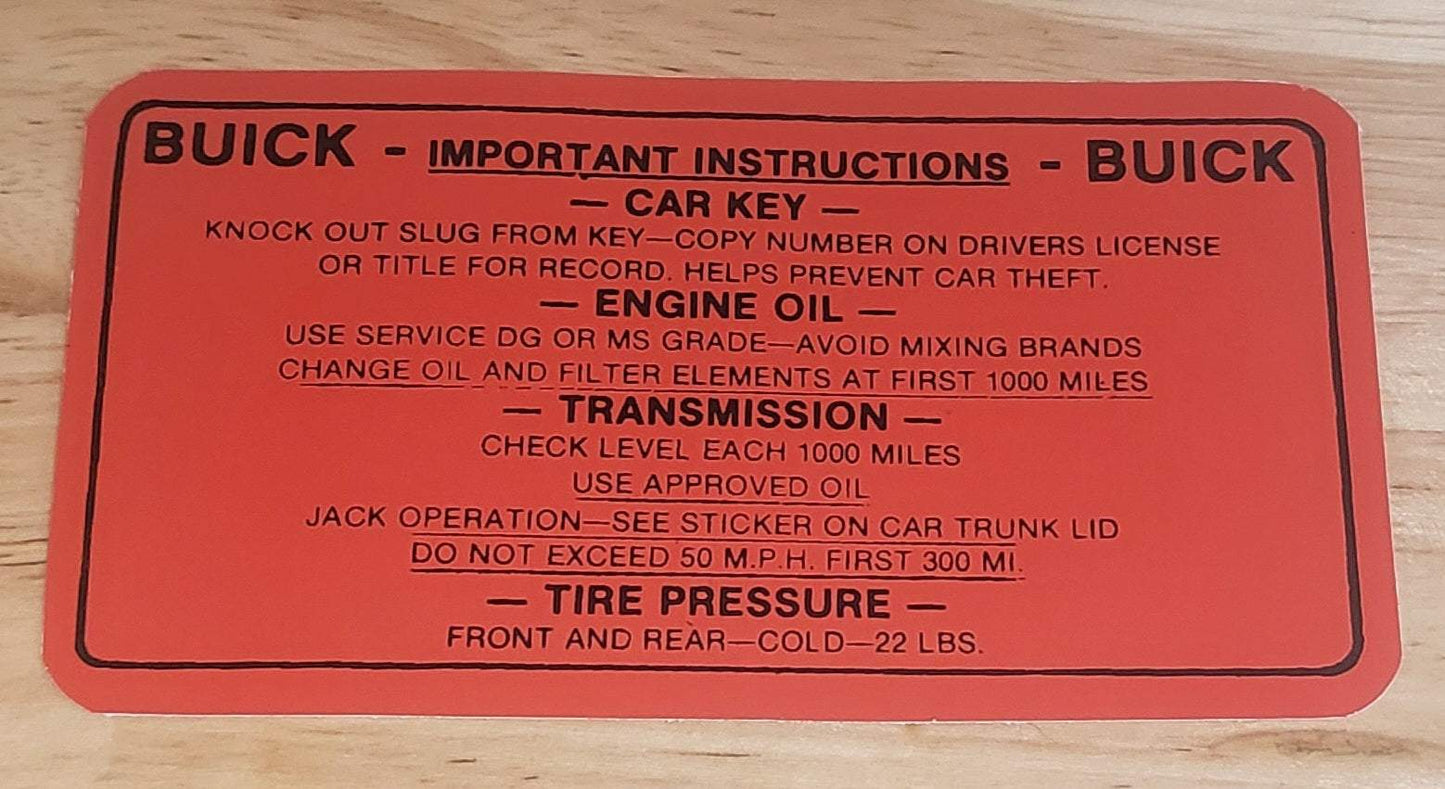 BUICK - IMPORTANT INSTRUCTIONS - BUICK
— CAR KEY —
KNOCK OUT SLUG FROM KEY—COPY NUMBER ON DRIVERS LICENSE
OR TITLE FOR RECORD. HELPS PREVENT CAR THEFT.
— ENGINE OIL —
USE SERVICE DG OR MS GRADE—AVOID MIXING BRANDS
CHANGE OIL AND FILTER ELEMENTS AT FIRST 1000 MILES
— TRANSMISSION —
CHECK LEVEL EACH 1000 MILES
USE APPROVED OIL
JACK OPERATION—SEE STICKER ON CAR TRUNK LID
DO NOT EXCEED 50 M.P.H. FIRST 300 MI.
— TIRE PRESSURE —
FRONT AND REAR—COLD—22 LBS.